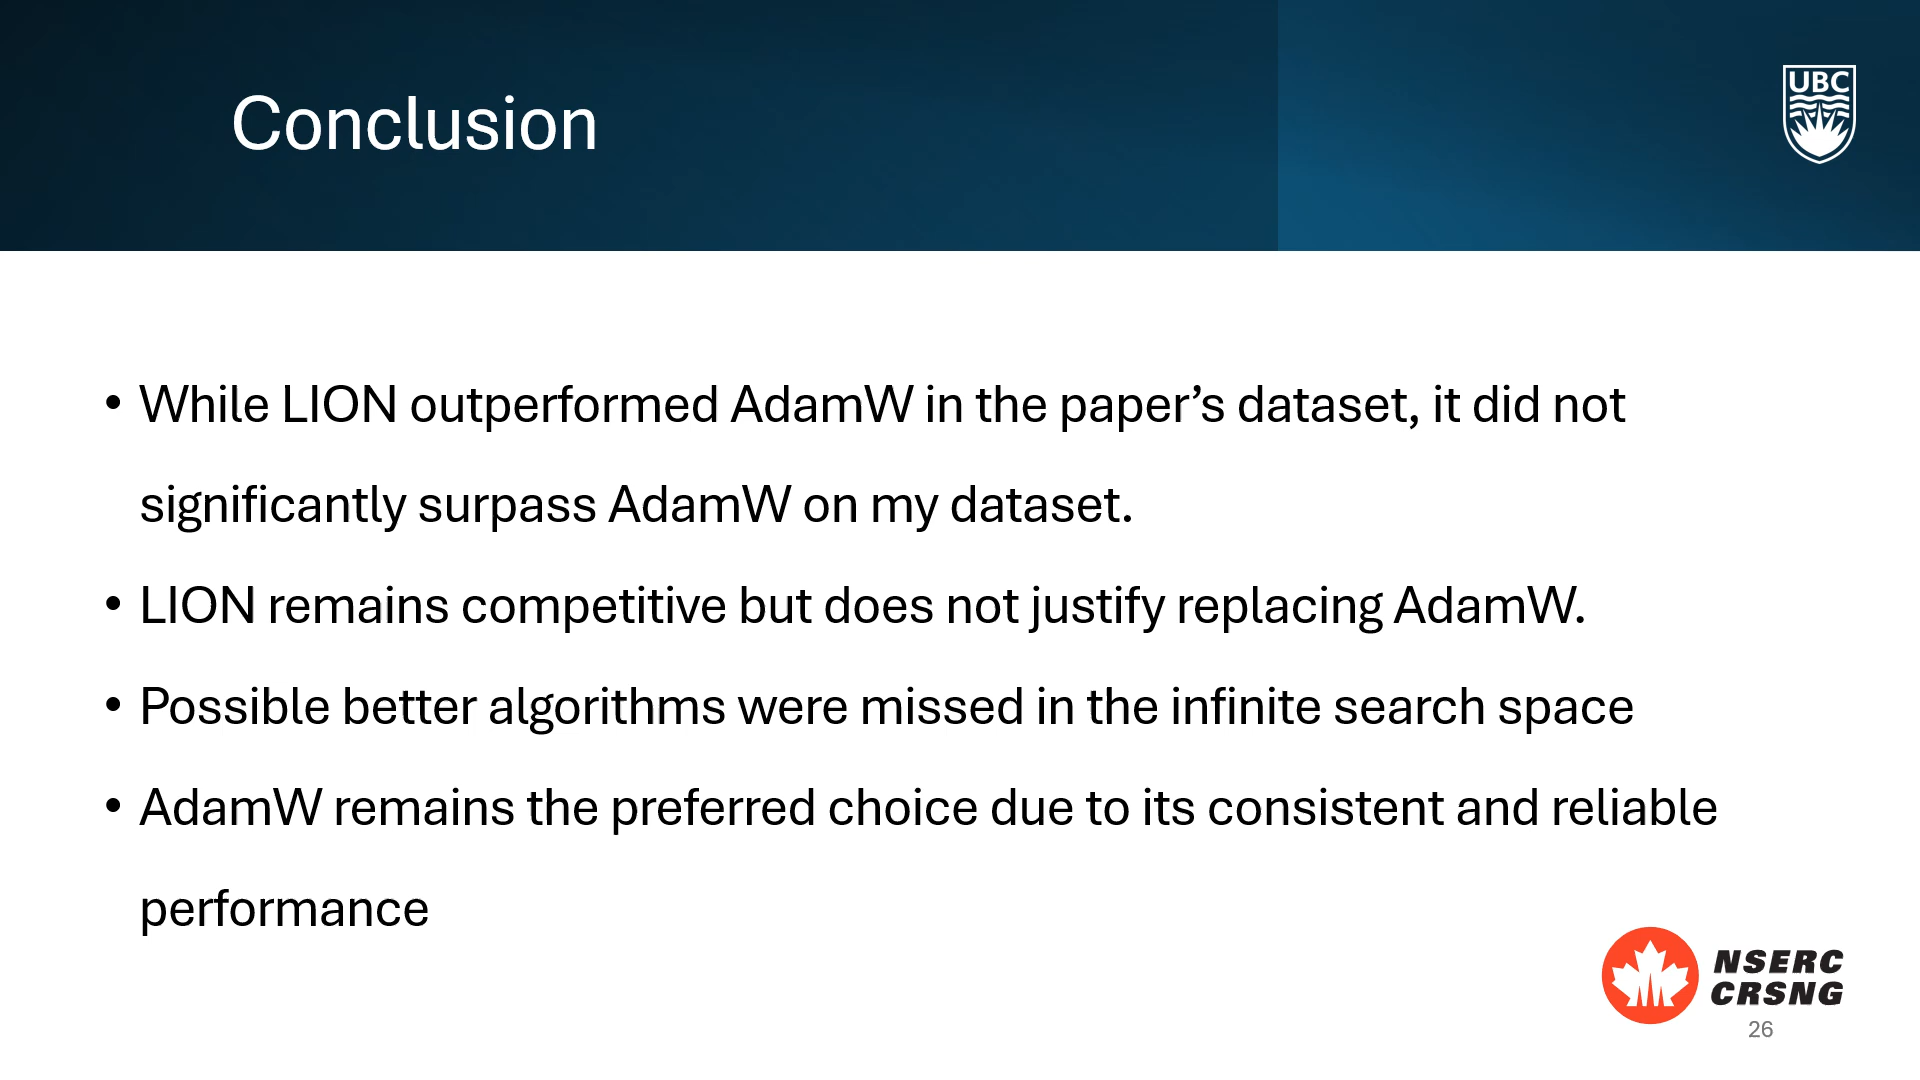 Conclusion
UBC
• While LION outperformed AdamW in the paper’s dataset, it did not
significantly surpass AdamW on my dataset.
• LION remains competitive but does not justify replacing AdamW.
• Possible better algorithms were missed in the infinite search space
• AdamW remains the preferred choice due to its consistent and reliable
performance
NSERC
CRSNG
26